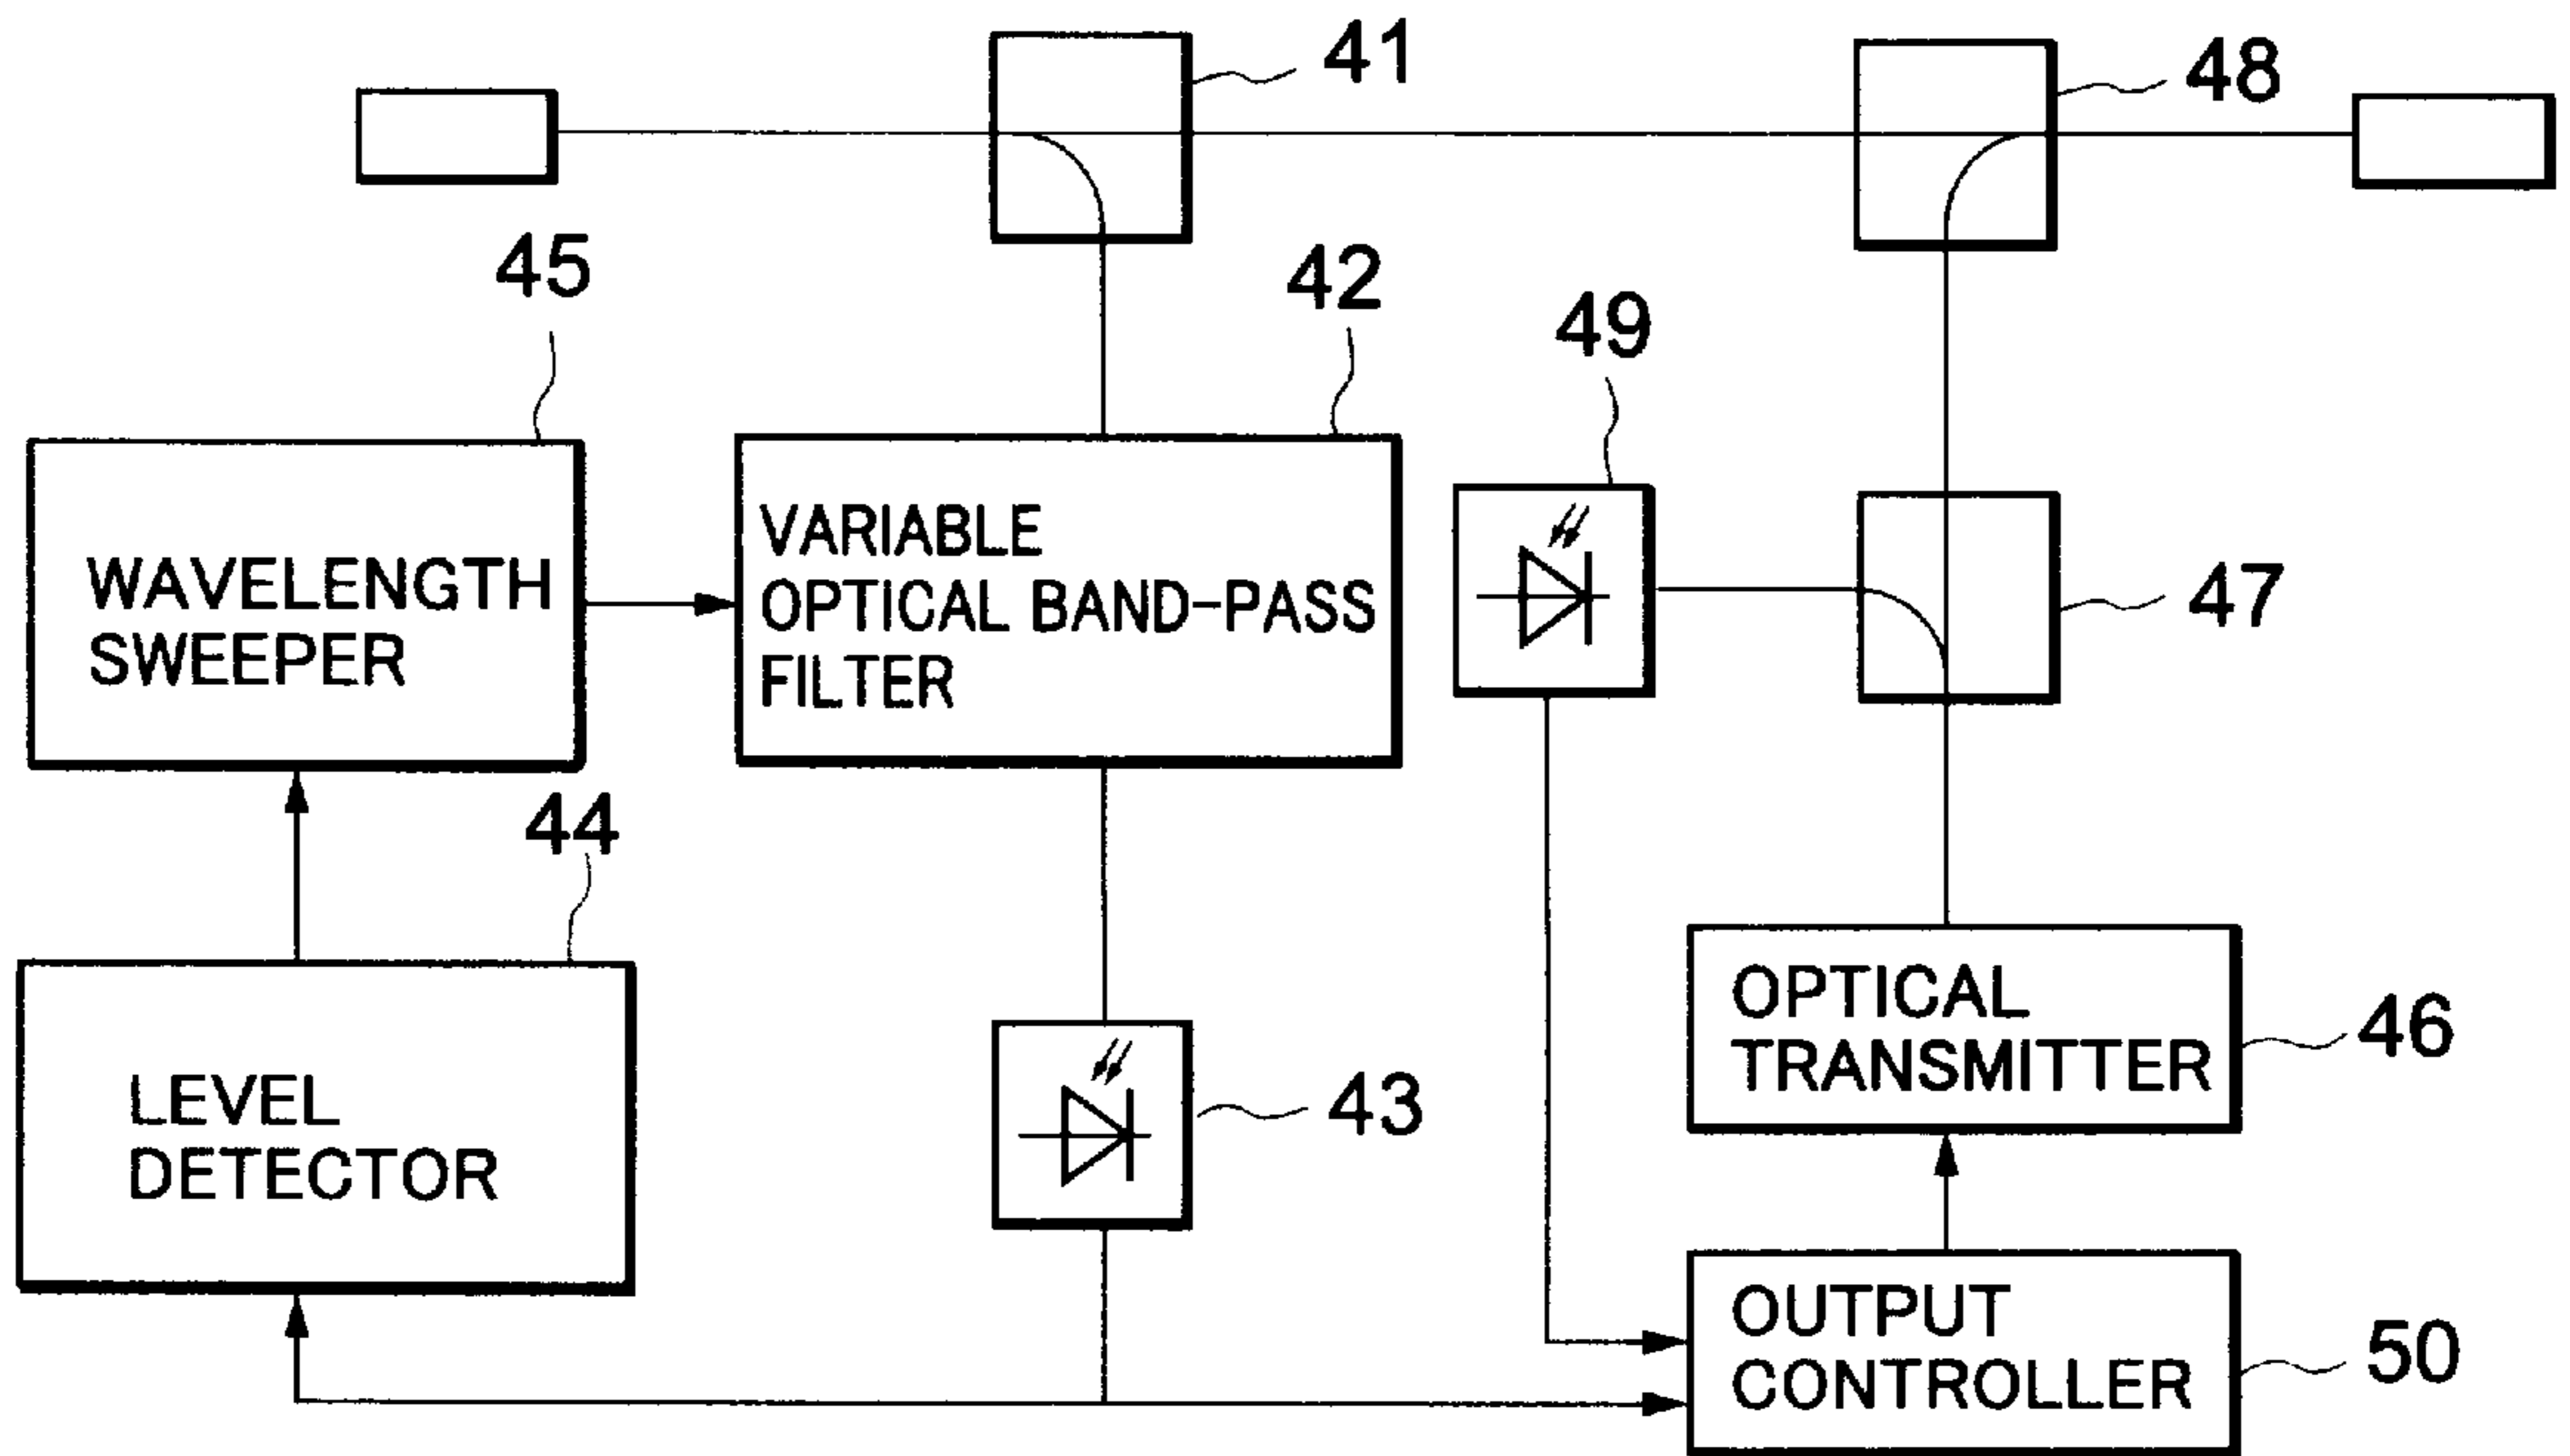 41
48
45
42
49
WAVELENGTH
SWEEPER
VARIABLE
OPTICAL BAND-PASS
FILTER
47
44
LEVEL
DETECTOR
43
OPTICAL
TRANSMITTER
46
OUTPUT
CONTROLLER
50